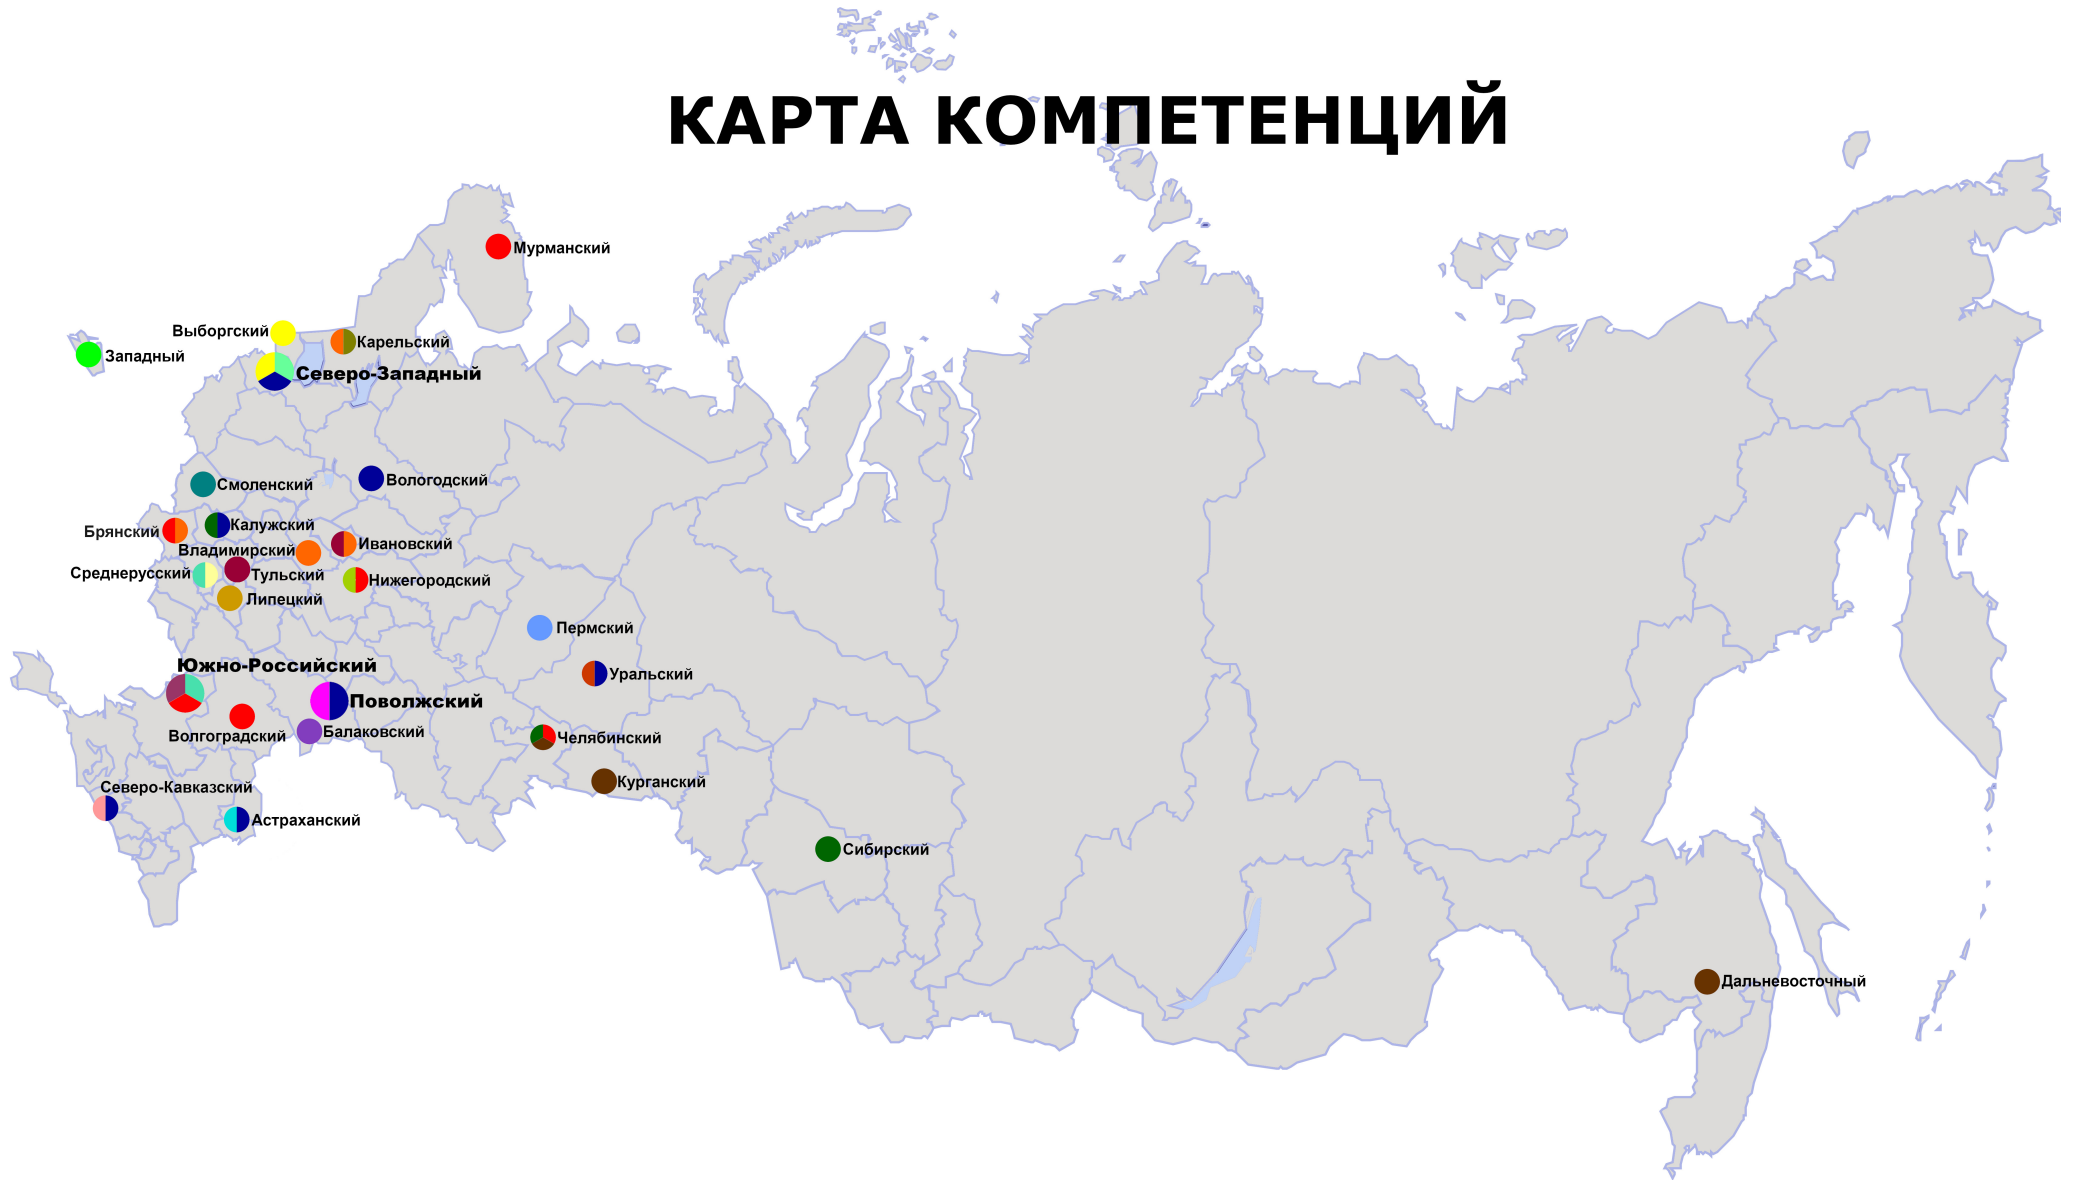 КАРТА КОМПЕТЕНЦИЙ
Мурманский
Выборгский
Карельский
Западный
Северо-Западный
Смоленский
Вологодский
Брянский
Калужский
Владимирский
Ивановский
Среднерусский
Тульский
Нижегородский
Липецкий
Пермский
Южно-Российский
Уральский
Поволжский
Волгоградский
Балаковский
Челябинский
Северо-Кавказский
Курганский
Астраханский
Сибирский
Дальневосточный